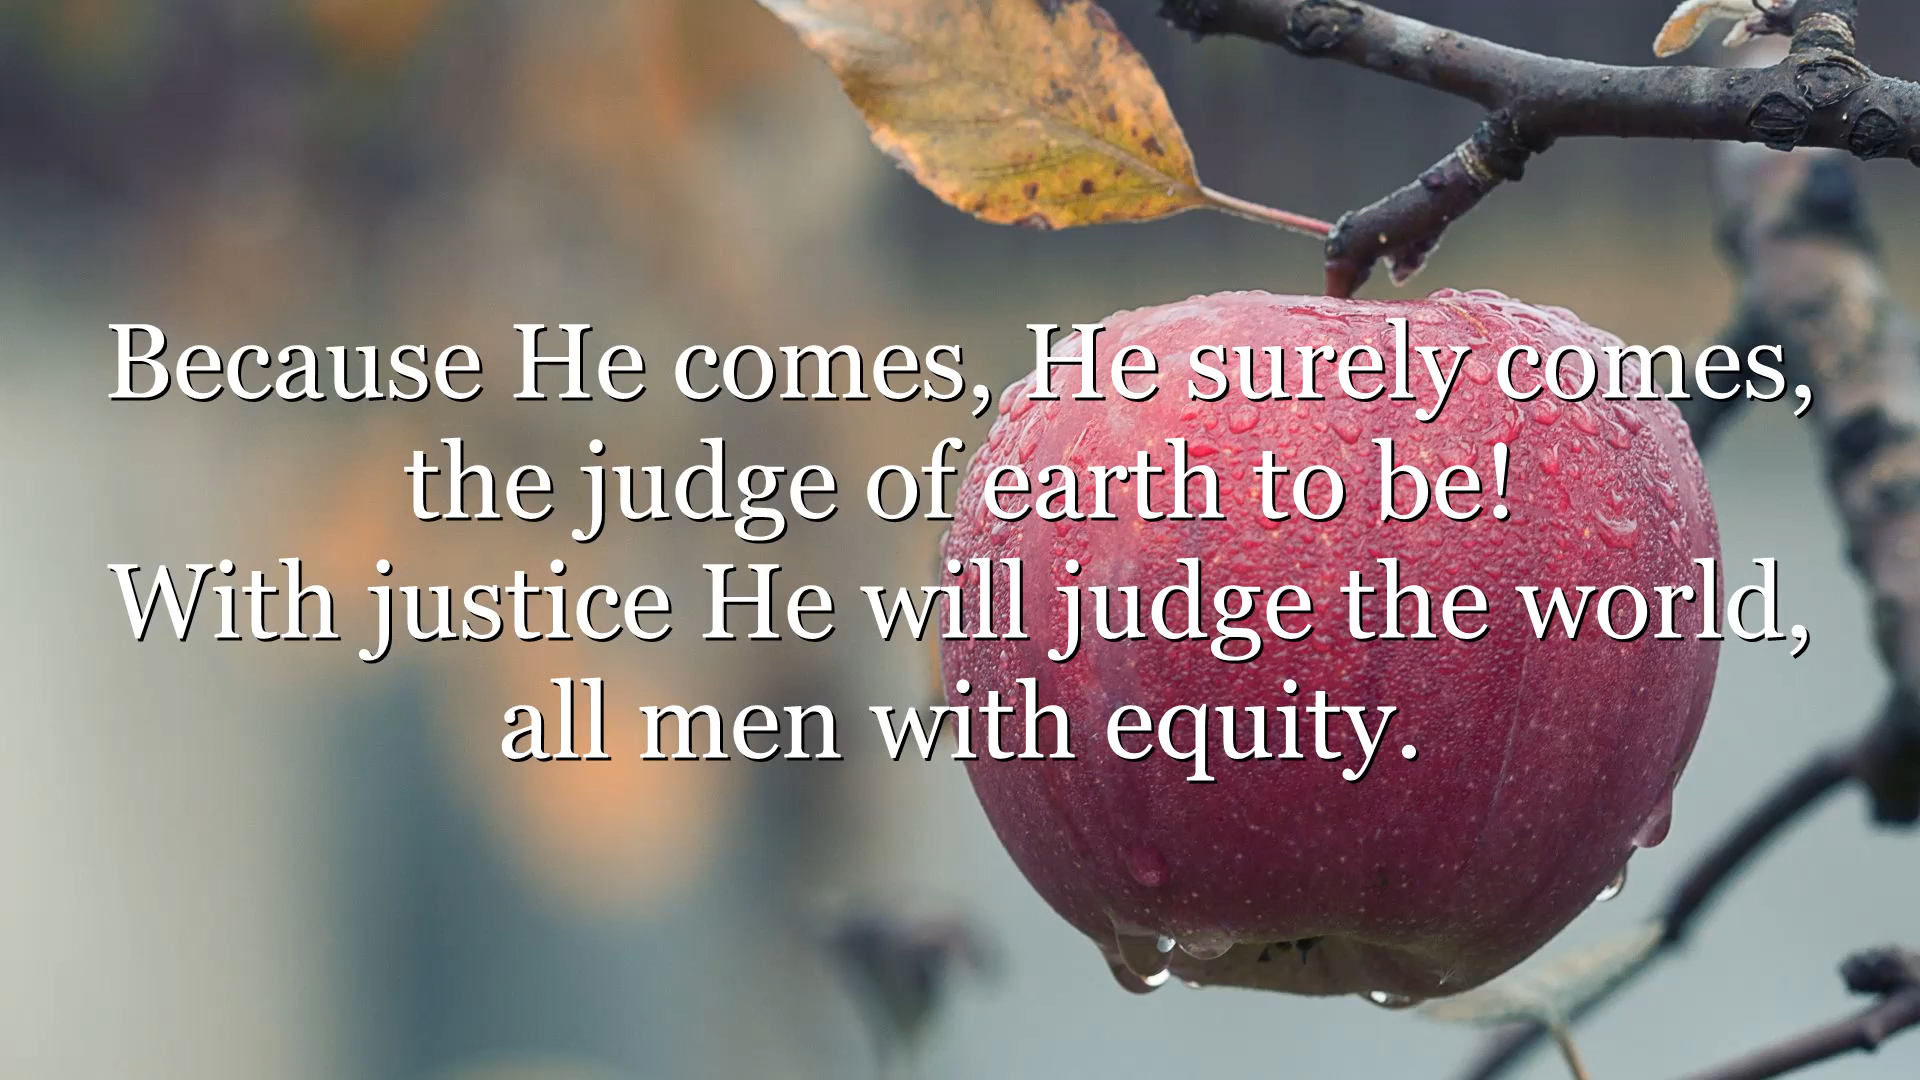 Because He comes, He surely comes,
the judge of earth to be!
With justice He will judge the world,
all men with equity.